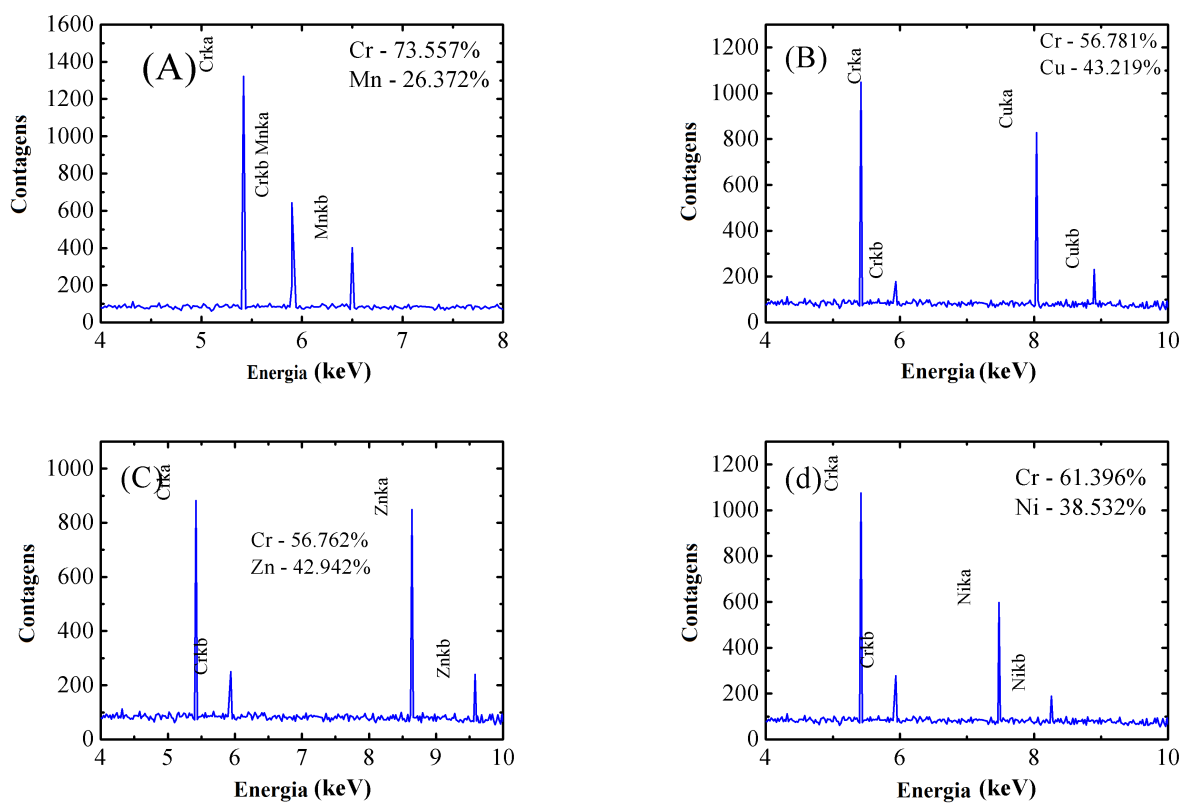 (A)
Cr - 73.557%
Mn - 26.372%
Crka
Crkb Mnka
Mnkb
1600
1400
1200
1000
800
600
400
200
0
4 5 6 7 8
Contagens
Energia (keV)
(B)
Cr - 56.781%
Cu - 43.219%
Crka
Crkb
Cuka
Cukb
1200
1000
800
600
400
200
0
4 6 8 10
Contagens
Energia (keV)
(C)
Cr - 56.762%
Zn - 42.942%
Crka
Crkb
Znka
Znkb
1000
800
600
400
200
0
4 5 6 7 8 9 10
Contagens
Energia (keV)
(d)
Cr - 61.396%
Ni - 38.532%
Crka
Crkb
Nika
Nikb
1200
1000
800
600
400
200
0
4 6 8 10
Contagens
Energia (keV)